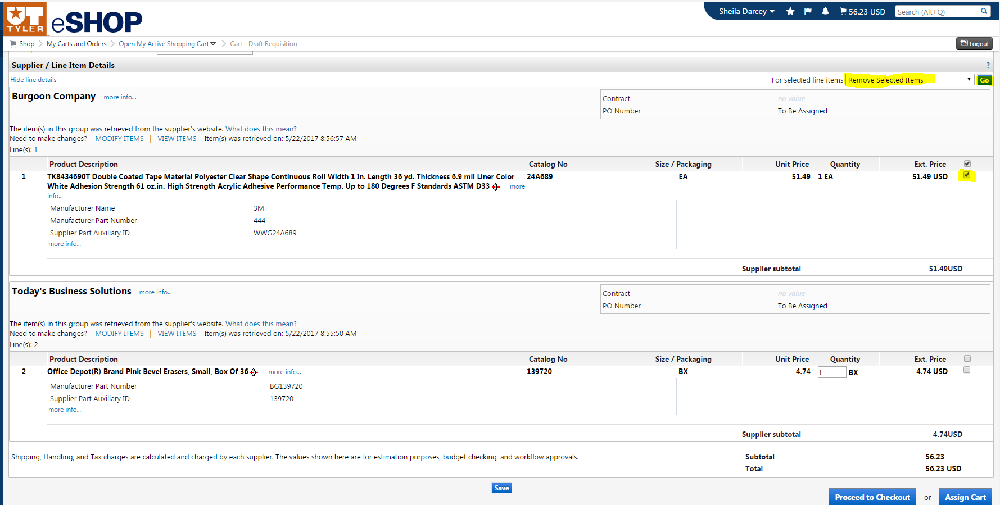 UT
TYLER
eSHOP
Sheila Darcey
56.23 USD
Search (Alt+Q)
Shop
My Carts and Orders
Open My Active Shopping Cart
Cart - Draft Requisition
Logout
Supplier / Line Item Details
?
Hide line details
For selected line items
Remove Selected Items
Go
Burgoon Company more info...
Contract no value
PO Number To Be Assigned
The item(s) in this group was retrieved from the supplier's website. What does this mean?
Need to make changes? MODIFY ITEMS | VIEW ITEMS Item(s) was retrieved on: 5/22/2017 8:56:57 AM
Line(s): 1
Product Description Catalog No Size / Packaging Unit Price Quantity Ext. Price
1 TK8434690T Double Coated Tape Material Polyester Clear Shape Continuous Roll Width 1 In. Length 36 yd. Thickness 6.9 mil Liner Color 24A689 EA 51.49 1 EA 51.49 USD
White Adhesion Strength 61 oz.in. High Strength Acrylic Adhesive Performance Temp. Up to 180 Degrees F Standards ASTM D33 more
info...
Manufacturer Name 3M
Manufacturer Part Number 444
Supplier Part Auxiliary ID WWG24A689
more info...
Supplier subtotal 51.49USD
Today's Business Solutions more info...
Contract no value
PO Number To Be Assigned
The item(s) in this group was retrieved from the supplier's website. What does this mean?
Need to make changes? MODIFY ITEMS | VIEW ITEMS Item(s) was retrieved on: 5/22/2017 8:55:50 AM
Line(s): 2
Product Description Catalog No Size / Packaging Unit Price Quantity Ext. Price
2 Office Depot(R) Brand Pink Bevel Erasers, Small, Box Of 36 more info... 139720 BX 4.74 1 BX 4.74 USD
Manufacturer Part Number BG139720
Supplier Part Auxiliary ID 139720
more info...
Supplier subtotal 4.74USD
Shipping, Handling, and Tax charges are calculated and charged by each supplier. The values shown here are for estimation purposes, budget checking, and workflow approvals.
Subtotal 56.23
Total 56.23 USD
Save
Proceed to Checkout or Assign Cart